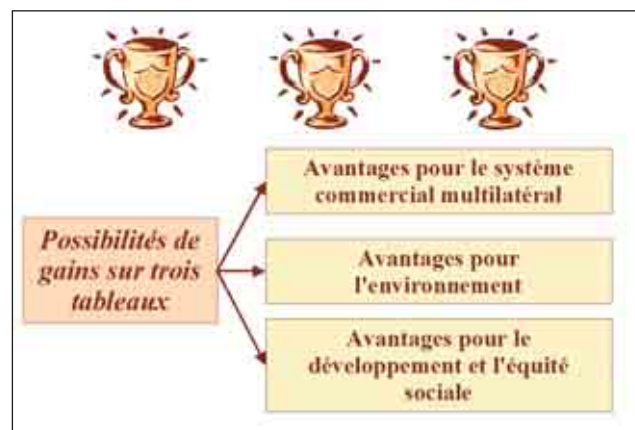 Possibilités de
gains sur trois
tableaux
Avantages pour le système
commercial multilatéral
Avantages pour
l'environnement
Avantages pour le
développement et l'équité
sociale